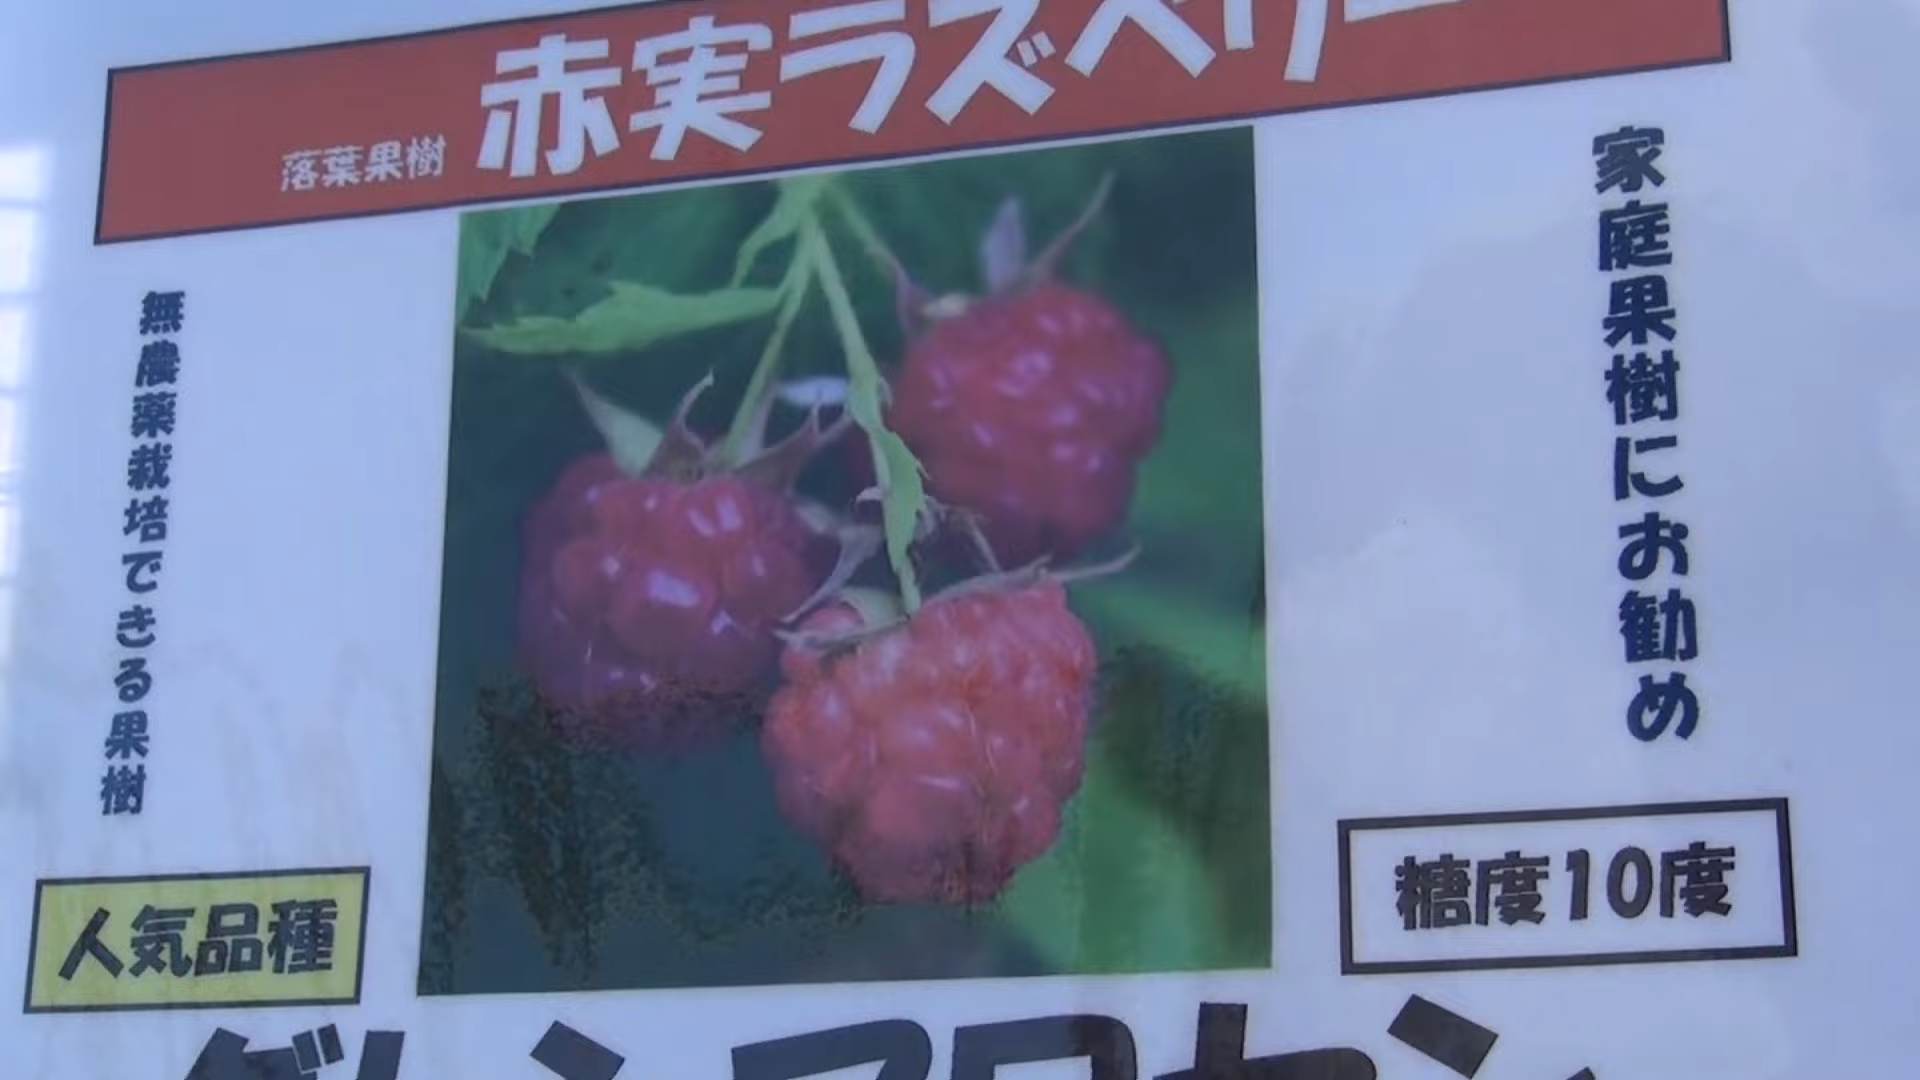 赤実ラズベリー
落葉果樹
家庭果樹にお勧め
無農薬栽培できる果樹
糖度10度
人気品種